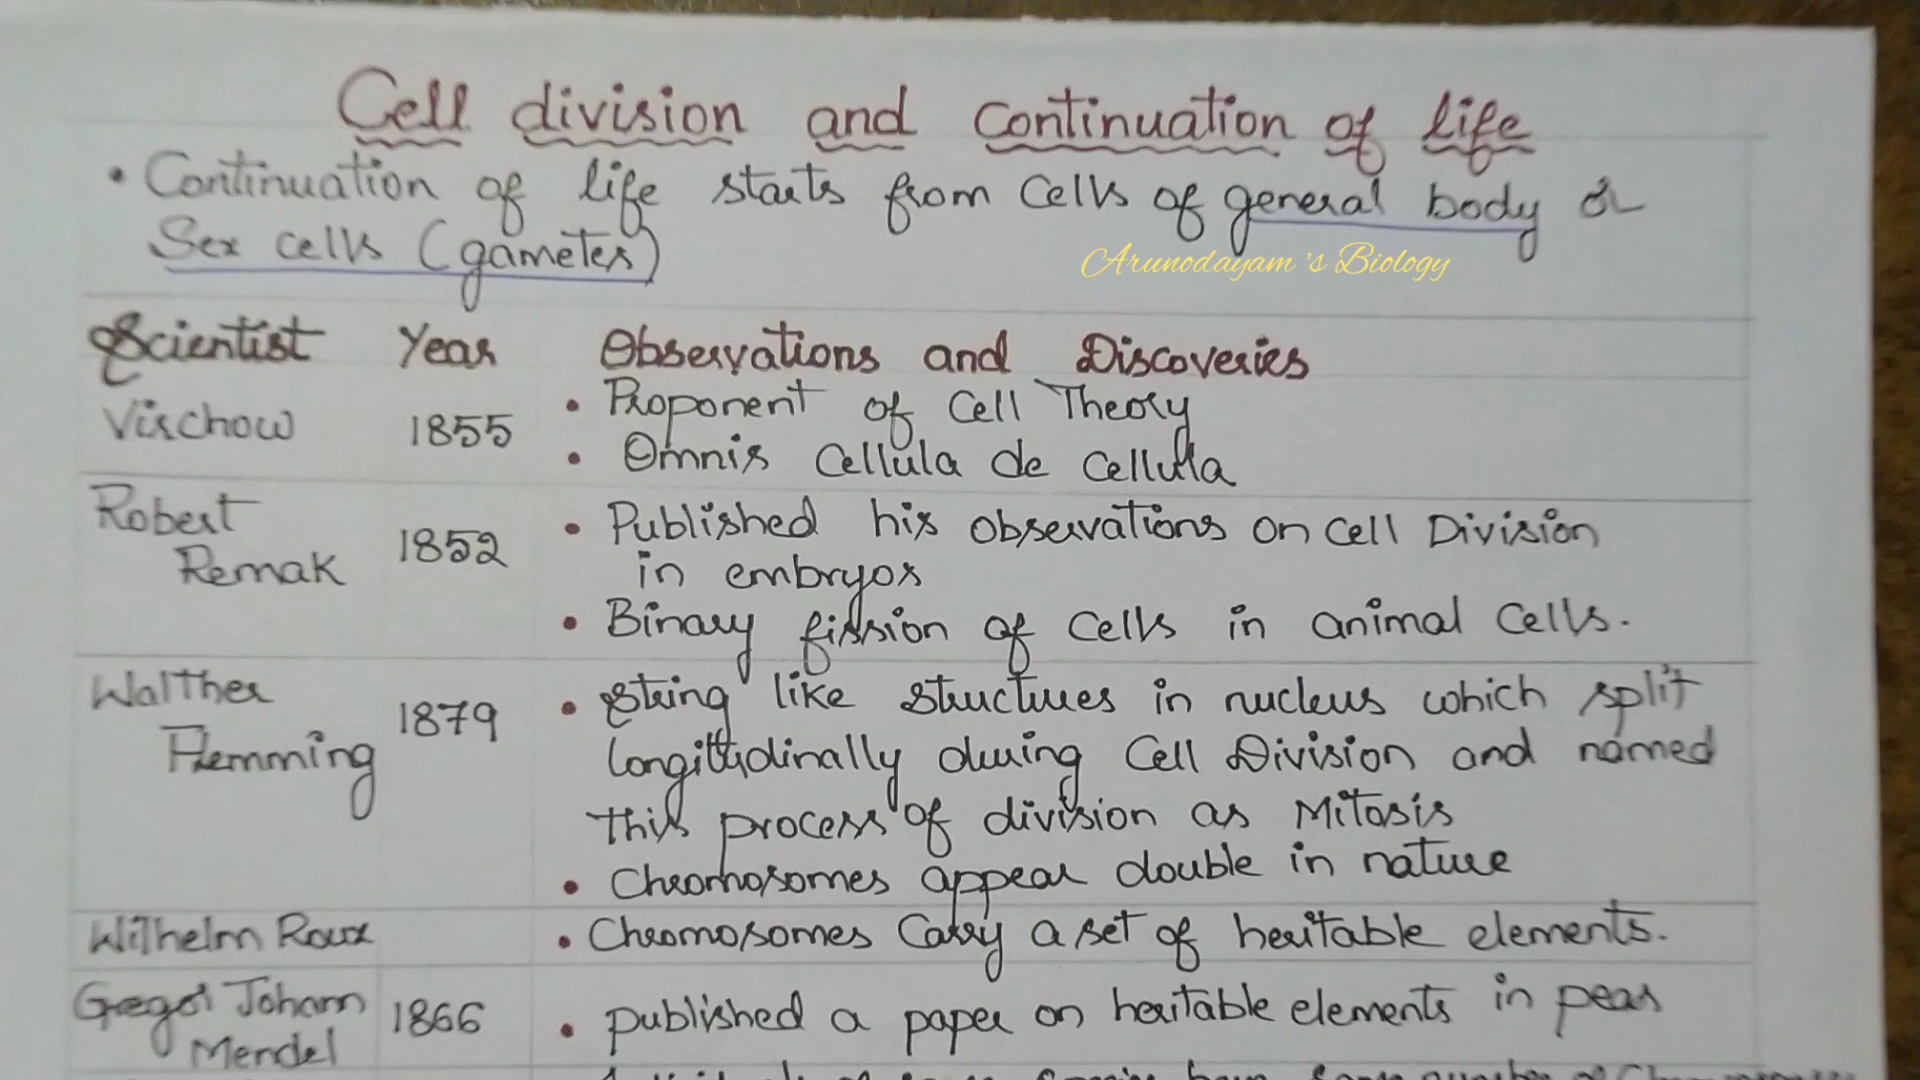 Cell division and continuation of life
• Continuation of life starts from cells of general body or
Sex cells (gametes)
Arunodayam's Biology
Scientist Year Observations and Discoveries
Virchow 1855 • Proponent of Cell Theory
• Omnis cellula de cellula
Robert Remak 1852 • Published his observations on cell Division
in embryos
• Binary fission of cells in animal cells.
Walther Flemming 1879 • String like structures in nucleus which split
longitudinally during Cell Division and named
this process of division as Mitosis
• Chromosomes appear double in nature
Wilhelm Roux • Chromosomes Carry a set of heritable elements.
Gregor Johann Mendel 1866 • published a paper on heritable elements in peas